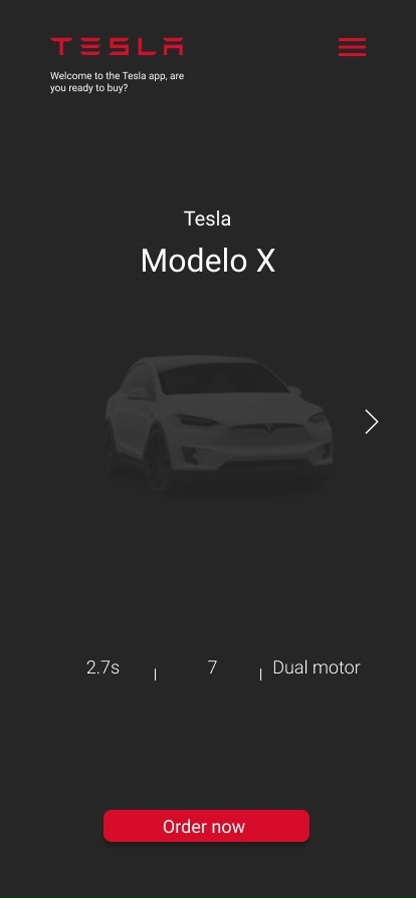 TESLA
Welcome to the Tesla app, are
you ready to buy?
Tesla
Modelo X
2.7s | 7 | Dual motor
Order now